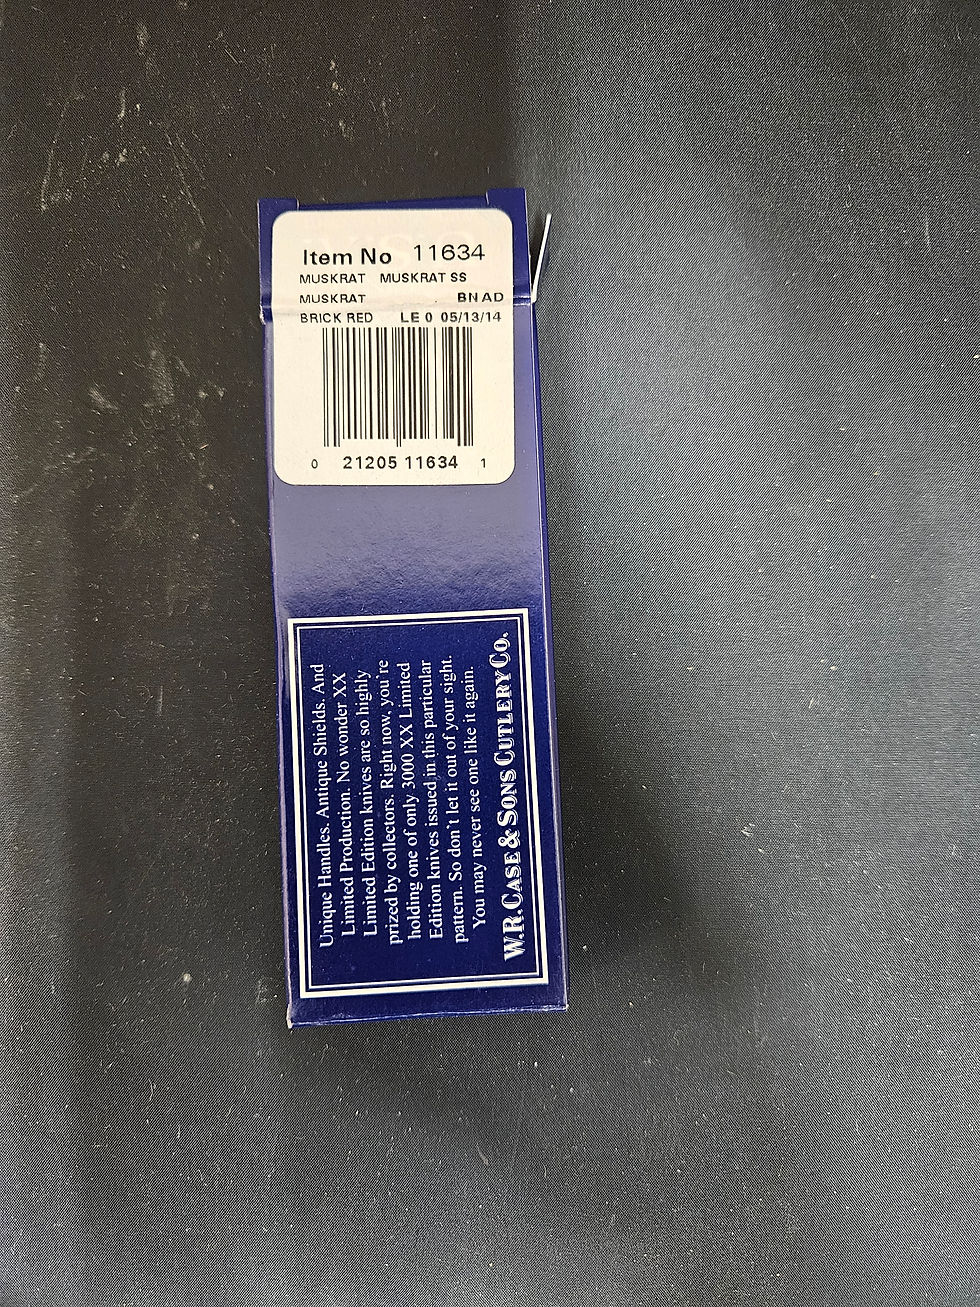 Item No 11634
MUSKRAT MUSKRAT SS
MUSKRAT BNAD
BRICK RED LE 0 05/13/14
0 21205 11634 1
Unique Handles. Antique Shields. And
Limited Production. No wonder XX
Limited Edition knives are so highly
prized by collectors. Right now, you're
holding one of only 3000 XX Limited
Edition knives issued in this particular
pattern. So don't let it out of your sight.
You may never see one like it again.
W.R. CASE & SONS CUTLERY CO.